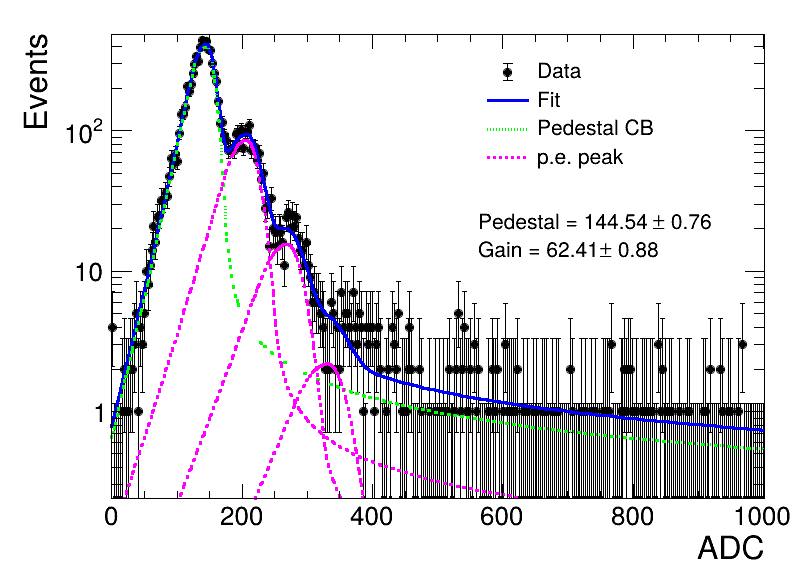 Events
10²
10
1
Data
Fit
Pedestal CB
p.e. peak
Pedestal = 144.54 ± 0.76
Gain = 62.41± 0.88
0 200 400 600 800 1000
ADC